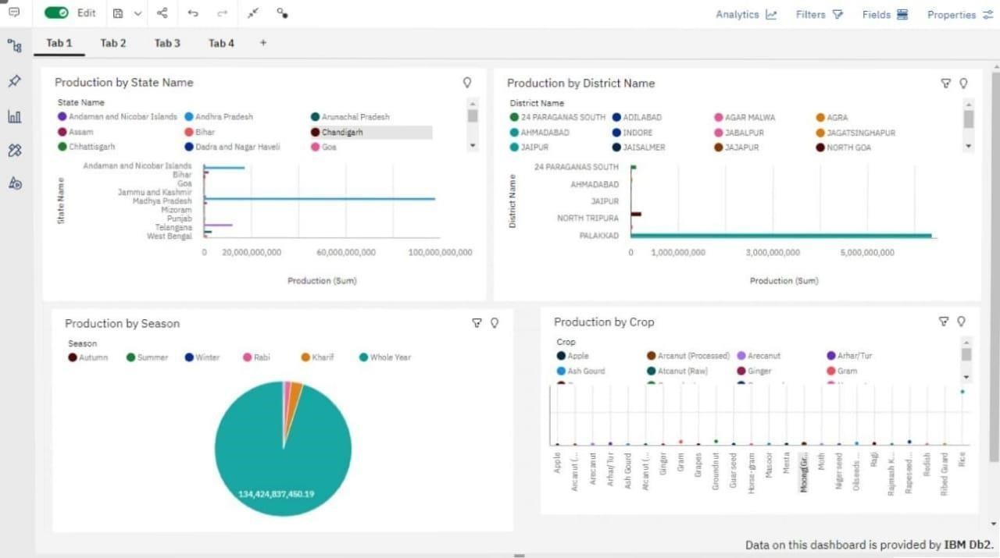 Edit
Analytics
Filters
Fields
Properties
Tab 1 Tab 2 Tab 3 Tab 4 +
Production by State Name
State Name
Andaman and Nicobar Islands Andhra Pradesh Arunachal Pradesh
Assam Bihar Chandigarh
Chhattisgarh Dadra and Nagar Haveli Goa
State Name
Andaman and Nicobar Islands
Bihar
Goa
Jammu and Kashmir
Madhya Pradesh
Mizoram
Punjab
Telangana
West Bengal
0 20,000,000,000 60,000,000,000 100,000,000,000
Production (Sum)
Production by District Name
District Name
24 PARAGANAS SOUTH ADILABAD AGAR MALWA AGRA
AHMADABAD INDORE JABALPUR JAGATSINGHAPUR
JAIPUR JAISALMER JAJAPUR NORTH GOA
District Name
24 PARAGANAS SOUTH
AHMADABAD
JAIPUR
NORTH TRIPURA
PALAKKAD
0 1,000,000,000 3,000,000,000 5,000,000,000
Production (Sum)
Production by Season
Season
Autumn Summer Winter Rabi Kharif Whole Year
134,424,837,450.19
Production by Crop
Crop
Apple Arcanut (Processed) Arecanut Arhar/Tur
Ash Gourd Atcanut (Raw) Ginger Gram
Apple
Arcanut (...
Arecanut
Arhar/Tur
Ash Gourd
Atcanut (...
Ginger
Gram
Grapes
Groundnut
Guar seed
Horse-gram
Masoor
Mesta
Moong(Gr...
Moth
Niger seed
Oilseeds ...
Ragi
Rajmash K...
Rapeseed...
Redish
Ribed Guard
Rice
Data on this dashboard is provided by IBM Db2.